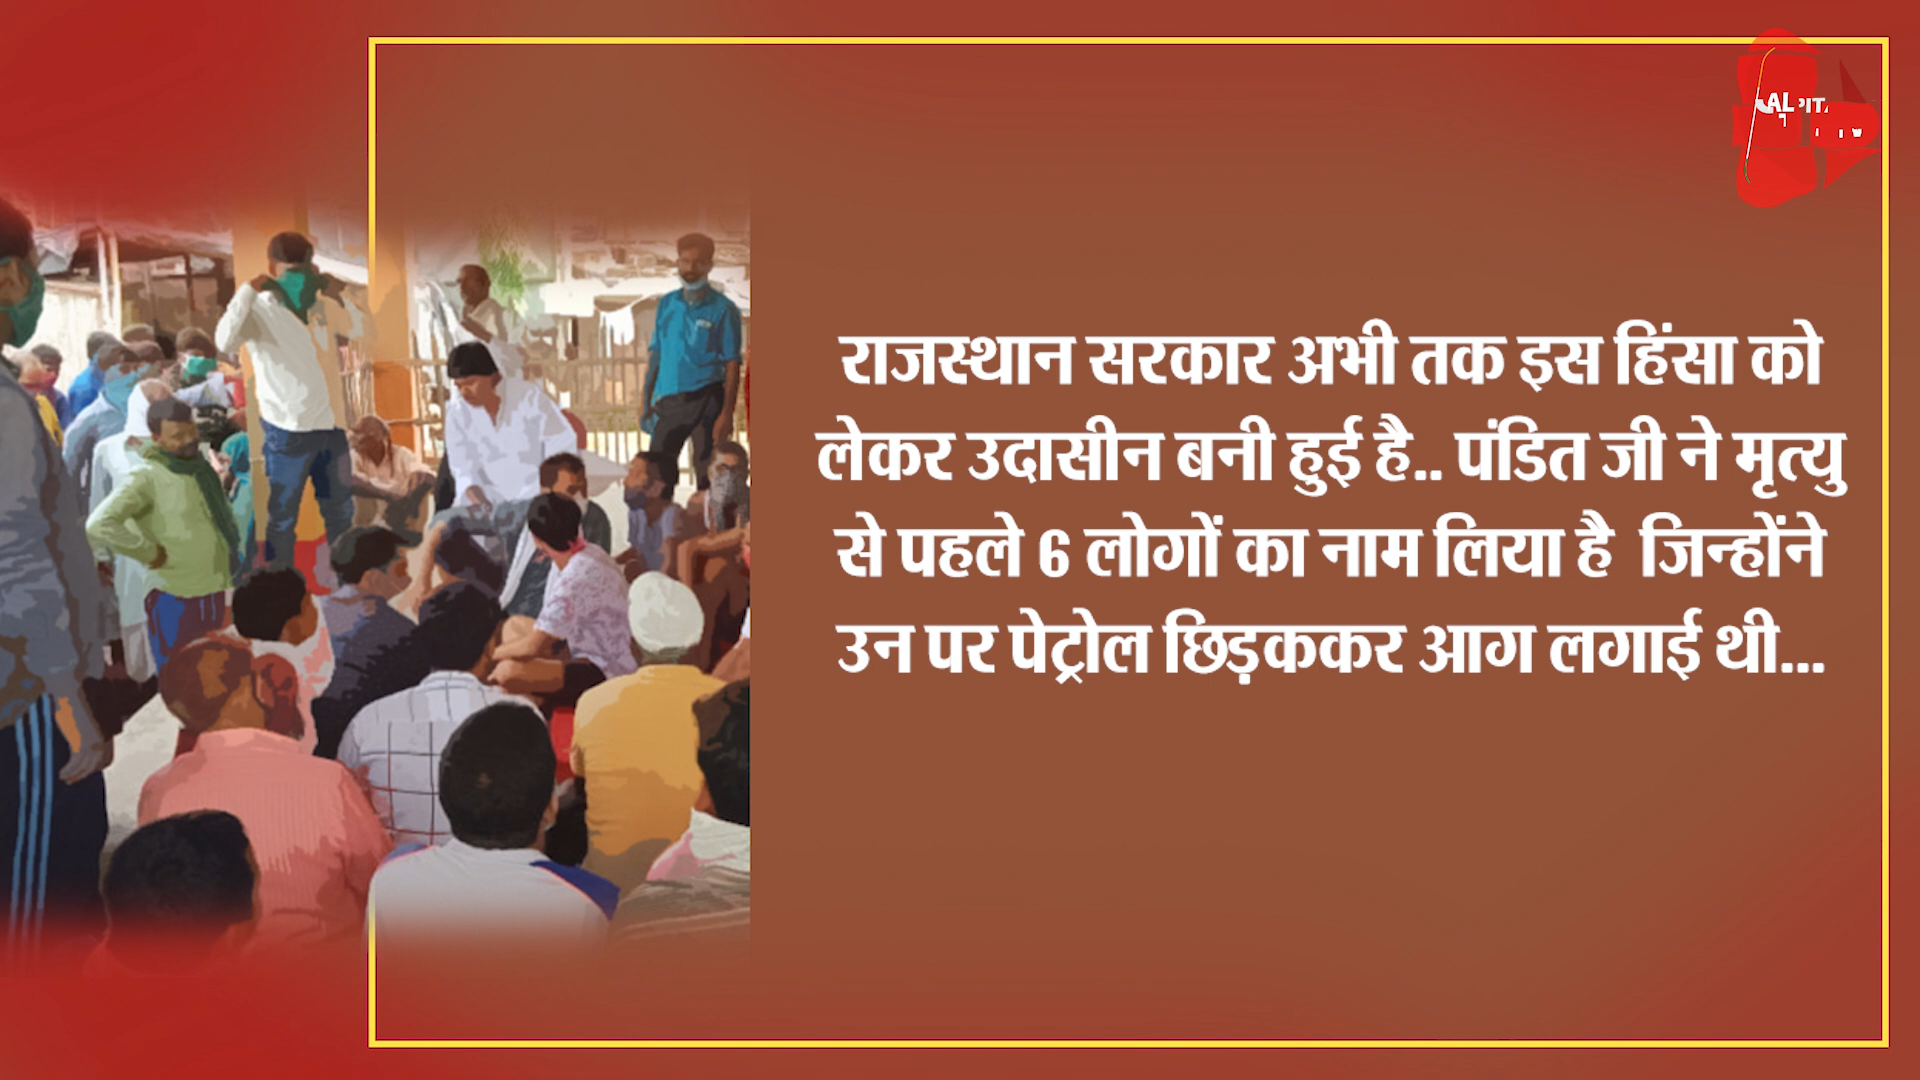 राजस्थान सरकार अभी तक इस हिंसा को
लेकर उदासीन बनी हुई है.. पंडित जी ने मृत्यु
से पहले 6 लोगों का नाम लिया है जिन्होंने
उन पर पेट्रोल छिड़ककर आग लगाई थी...